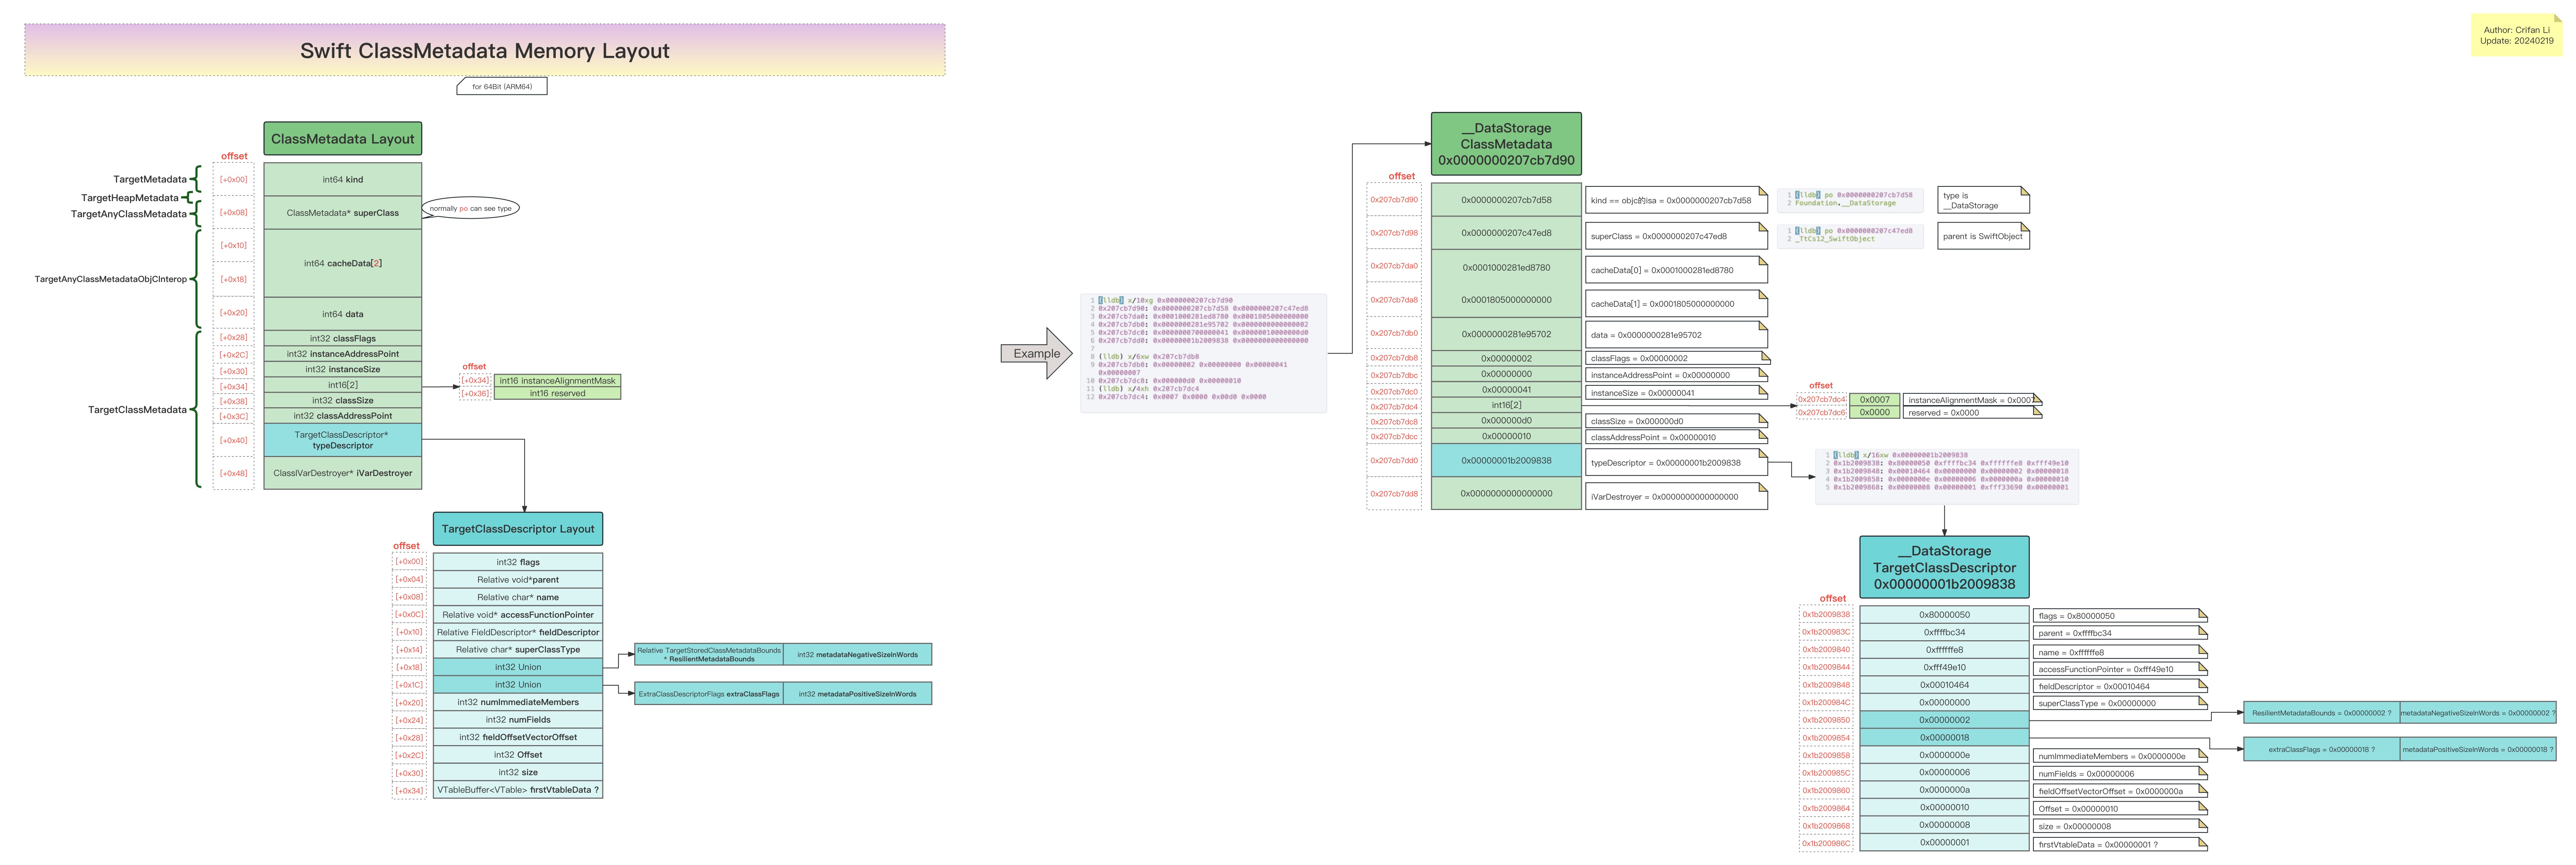 Swift ClassMetadata Memory Layout
for 64Bit (ARM64)
Author: Crifan Li
Update: 20240219
ClassMetadata Layout
offset
TargetMetadata
TargetHeapMetadata
TargetAnyClassMetadata
TargetAnyClassMetadataObjCInterop
TargetClassMetadata
[+0x00] int64 kind
[+0x08] ClassMetadata* superClass
normally po can see type
[+0x10]
int64 cacheData[2]
[+0x18]
[+0x20] int64 data
[+0x28] int32 classFlags
[+0x2C] int32 instanceAddressPoint
[+0x30] int32 instanceSize
[+0x34] int16[2]
[+0x38] int32 classSize
[+0x3C] int32 classAddressPoint
[+0x40] TargetClassDescriptor*
typeDescriptor
[+0x48] ClassIVarDestroyer* iVarDestroyer
offset
[+0x34] int16 instanceAlignmentMask
[+0x36] int16 reserved
TargetClassDescriptor Layout
offset
[+0x00] int32 flags
[+0x04] Relative void*parent
[+0x08] Relative char* name
[+0x0C] Relative void* accessFunctionPointer
[+0x10] Relative FieldDescriptor* fieldDescriptor
[+0x14] Relative char* superClassType
[+0x18] int32 Union
[+0x1C] int32 Union
[+0x20] int32 numImmediateMembers
[+0x24] int32 numFields
[+0x28] int32 fieldOffsetVectorOffset
[+0x2C] int32 Offset
[+0x30] int32 size
[+0x34] VTableBuffer<VTable> firstVtableData ?
Relative TargetStoredClassMetadataBounds
* ResilientMetadataBounds
int32 metadataNegativeSizeInWords
ExtraClassDescriptorFlags extraClassFlags
int32 metadataPositiveSizeInWords
Example
1 (lldb) x/10xg 0x0000000207cb7d90
2 0x207cb7d90: 0x0000000207cb7d58 0x0000000207c47ed8
3 0x207cb7da0: 0x0001000281ed8780 0x0001805000000000
4 0x207cb7db0: 0x0000000281e95702 0x0000000000000002
5 0x207cb7dc0: 0x0000000700000041 0x00000010000000d0
6 0x207cb7dd0: 0x00000001b2009838 0x0000000000000000
7
8 (lldb) x/6xw 0x207cb7db8
9 0x207cb7db8: 0x00000002 0x00000000 0x00000041
0x00000007
10 0x207cb7dc8: 0x000000d0 0x00000010
11 (lldb) x/4xh 0x207cb7dc4
12 0x207cb7dc4: 0x0007 0x0000 0x00d0 0x0000
__DataStorage
ClassMetadata
0x0000000207cb7d90
offset
0x207cb7d90 0x0000000207cb7d58 kind == objc的isa = 0x0000000207cb7d58
1 (lldb) po 0x0000000207cb7d58
2 Foundation.__DataStorage
type is
__DataStorage
0x207cb7d98 0x0000000207c47ed8 superClass = 0x0000000207c47ed8
1 (lldb) po 0x0000000207c47ed8
2 _TtCs12_SwiftObject
parent is SwiftObject
0x207cb7da0 0x0001000281ed8780 cacheData[0] = 0x0001000281ed8780
0x207cb7da8 0x0001805000000000 cacheData[1] = 0x0001805000000000
0x207cb7db0 0x0000000281e95702 data = 0x0000000281e95702
0x207cb7db8 0x00000002 classFlags = 0x00000002
0x207cb7dbc 0x00000000 instanceAddressPoint = 0x00000000
0x207cb7dc0 0x00000041 instanceSize = 0x00000041
0x207cb7dc4 int16[2]
0x207cb7dc8 0x000000d0 classSize = 0x000000d0
0x207cb7dcc 0x00000010 classAddressPoint = 0x00000010
0x207cb7dd0 0x00000001b2009838 typeDescriptor = 0x00000001b2009838
0x207cb7dd8 0x0000000000000000 iVarDestroyer = 0x0000000000000000
offset
0x207cb7dc4 0x0007 instanceAlignmentMask = 0x0007
0x207cb7dc6 0x0000 reserved = 0x0000
1 (lldb) x/16xw 0x00000001b2009838
2 0x1b2009838: 0x80000050 0xffffbc34 0xffffffe8 0xfff49e10
3 0x1b2009848: 0x00010464 0x00000000 0x00000002 0x00000018
4 0x1b2009858: 0x0000000e 0x00000006 0x0000000a 0x00000010
5 0x1b2009868: 0x00000008 0x00000001 0xfff33690 0x00000001
__DataStorage
TargetClassDescriptor
0x00000001b2009838
offset
0x1b2009838 0x80000050 flags = 0x80000050
0x1b200983C 0xffffbc34 parent = 0xffffbc34
0x1b2009840 0xffffffe8 name = 0xffffffe8
0x1b2009844 0xfff49e10 accessFunctionPointer = 0xfff49e10
0x1b2009848 0x00010464 fieldDescriptor = 0x00010464
0x1b200984C 0x00000000 superClassType = 0x00000000
0x1b2009850 0x00000002
0x1b2009854 0x00000018
0x1b2009858 0x0000000e numImmediateMembers = 0x0000000e
0x1b200985C 0x00000006 numFields = 0x00000006
0x1b2009860 0x0000000a fieldOffsetVectorOffset = 0x0000000a
0x1b2009864 0x00000010 Offset = 0x00000010
0x1b2009868 0x00000008 size = 0x00000008
0x1b200986C 0x00000001 firstVtableData = 0x00000001 ?
ResilientMetadataBounds = 0x00000002 ? metadataNegativeSizeInWords = 0x00000002 ?
extraClassFlags = 0x00000018 ? metadataPositiveSizeInWords = 0x00000018 ?